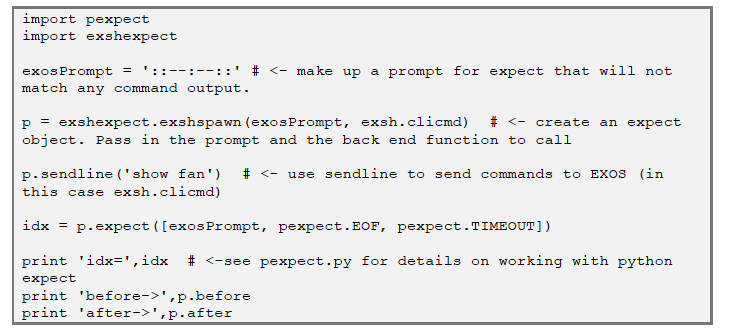 import pexpect
import exshexpect
exosPrompt = '::--:--::' # <- make up a prompt for expect that will not
match any command output.
p = exshexpect.exshspawn(exosPrompt, exsh.clicmd)  # <- create an expect
object. Pass in the prompt and the back end function to call
p.sendline('show fan')  # <- use sendline to send commands to EXOS (in
this case exsh.clicmd)
idx = p.expect([exosPrompt, pexpect.EOF, pexpect.TIMEOUT])
print 'idx=',idx  # <-see pexpect.py for details on working with python
expect
print 'before->',p.before
print 'after->',p.after